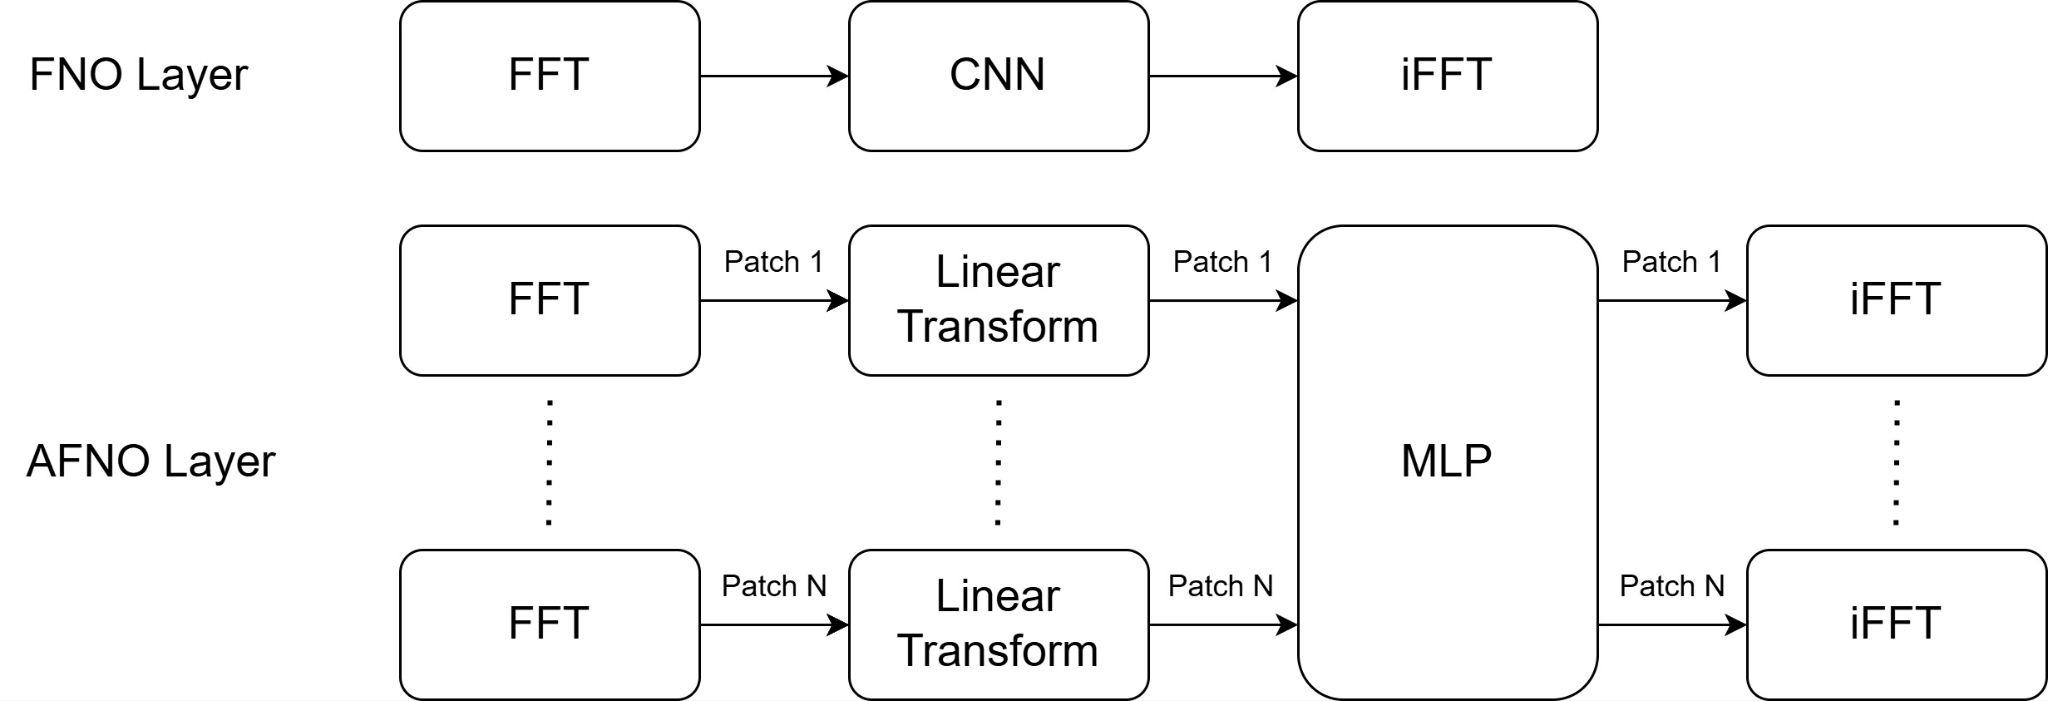 FNO Layer
FFT
CNN
iFFT
FFT
Patch 1
Linear
Transform
Patch 1
Patch 1
iFFT
AFNO Layer
MLP
FFT
Patch N
Linear
Transform
Patch N
Patch N
iFFT